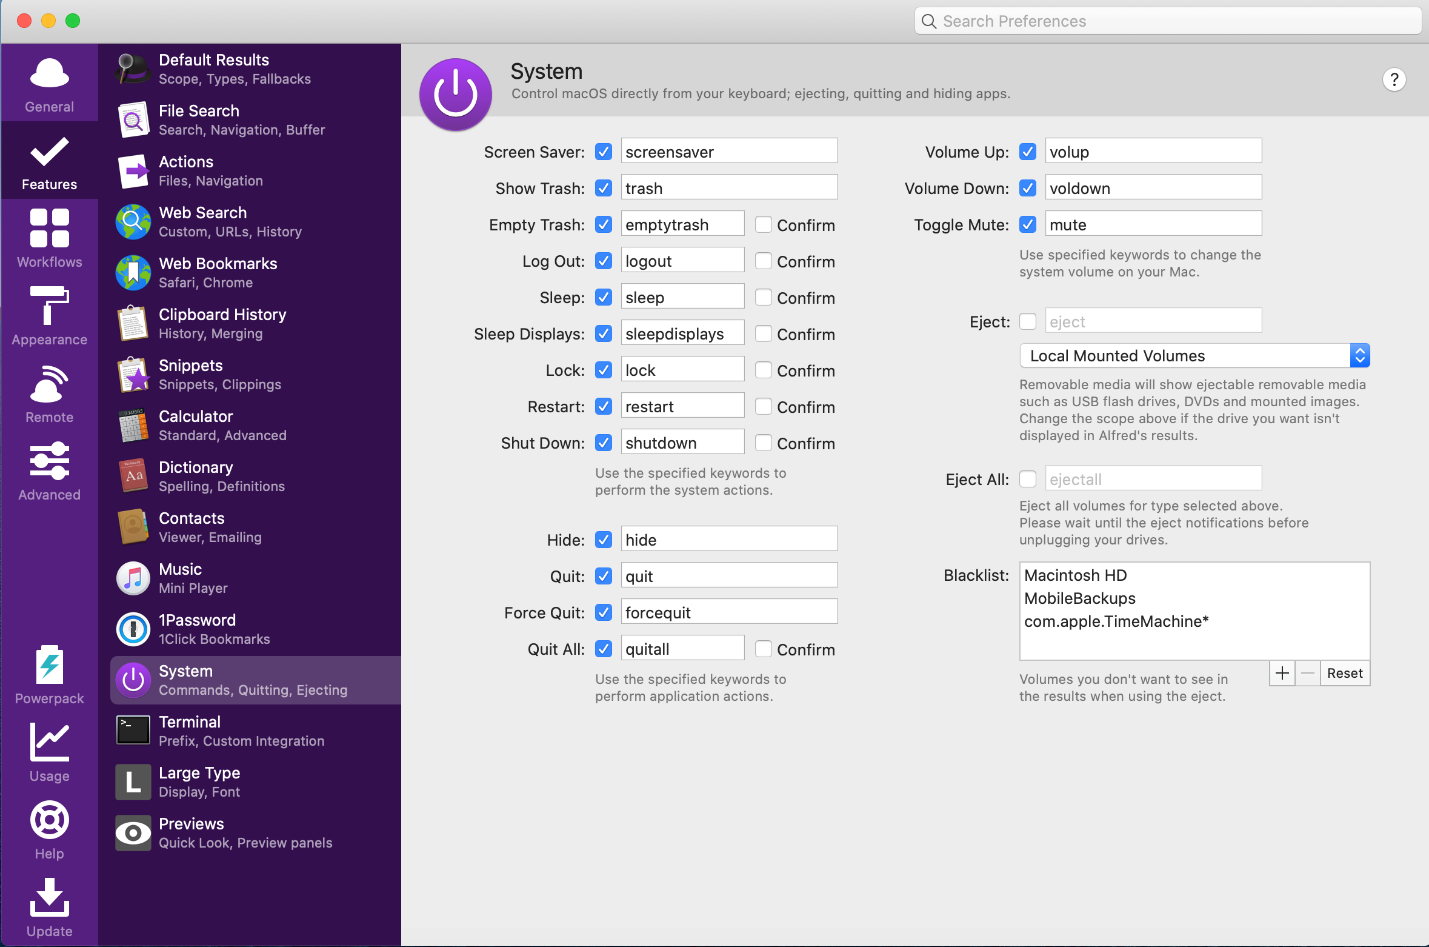 Search Preferences
General
Features
Workflows
Appearance
Remote
Advanced
Powerpack
Usage
Help
Update
Default Results
Scope, Types, Fallbacks
File Search
Search, Navigation, Buffer
Actions
Files, Navigation
Web Search
Custom, URLs, History
Web Bookmarks
Safari, Chrome
Clipboard History
History, Merging
Snippets
Snippets, Clippings
Calculator
Standard, Advanced
Aa
Dictionary
Spelling, Definitions
Contacts
Viewer, Emailing
Music
Mini Player
1Password
1Click Bookmarks
System
Commands, Quitting, Ejecting
>_
Terminal
Prefix, Custom Integration
L
Large Type
Display, Font
Previews
Quick Look, Preview panels
System
Control macOS directly from your keyboard; ejecting, quitting and hiding apps.
?
Screen Saver: screensaver
Show Trash: trash
Empty Trash: emptytrash Confirm
Log Out: logout Confirm
Sleep: sleep Confirm
Sleep Displays: sleepdisplays Confirm
Lock: lock Confirm
Restart: restart Confirm
Shut Down: shutdown Confirm
Use the specified keywords to
perform the system actions.
Hide: hide
Quit: quit
Force Quit: forcequit
Quit All: quitall Confirm
Use the specified keywords to
perform application actions.
Volume Up: volup
Volume Down: voldown
Toggle Mute: mute
Use specified keywords to change the
system volume on your Mac.
Eject: eject
Local Mounted Volumes
Removable media will show ejectable removable media
such as USB flash drives, DVDs and mounted images.
Change the scope above if the drive you want isn't
displayed in Alfred's results.
Eject All: ejectall
Eject all volumes for type selected above.
Please wait until the eject notifications before
unplugging your drives.
Blacklist: Macintosh HD
MobileBackups
com.apple.TimeMachine*
+ − Reset
Volumes you don't want to see in
the results when using the eject.